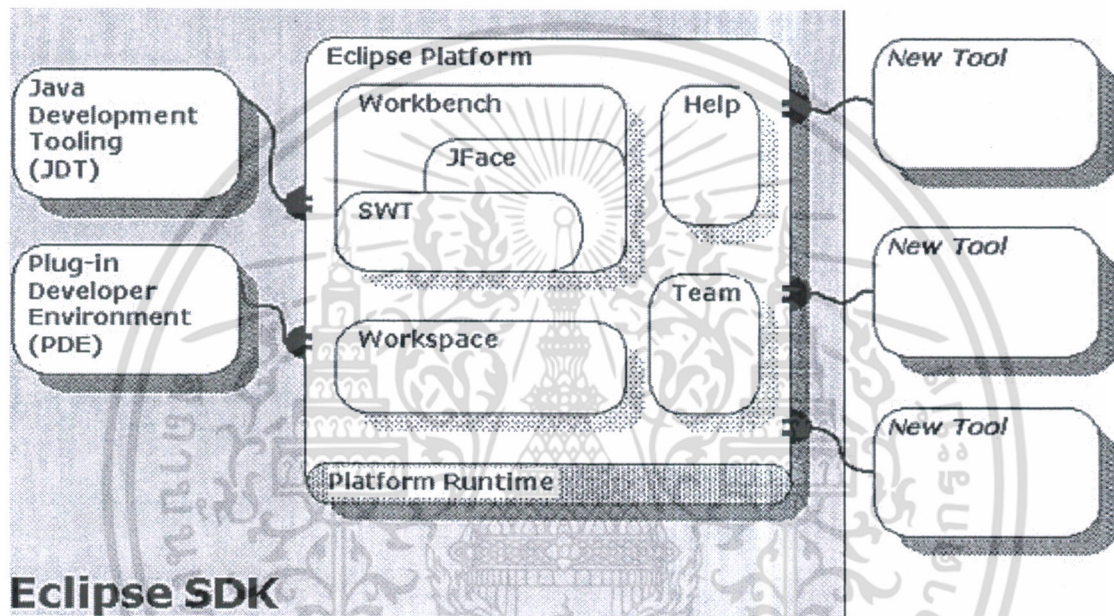 Eclipse Platform
Java
Development
Tooling
(JDT)
Plug-in
Developer
Environment
(PDE)
Workbench
JFace
SWT
Workspace
Help
Team
Platform Runtime
New Tool
New Tool
New Tool
Eclipse SDK